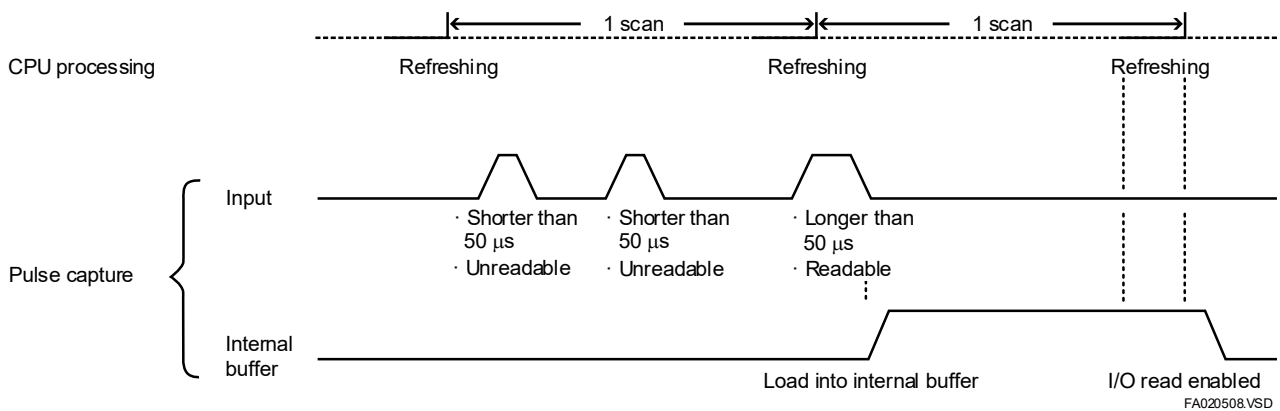 1 scan
1 scan
CPU processing
Refreshing
Refreshing
Refreshing
Pulse capture
Input
· Shorter than
50 μs
· Unreadable
· Shorter than
50 μs
· Unreadable
· Longer than
50 μs
· Readable
Internal
buffer
Load into internal buffer
I/O read enabled
FA020508.VSD